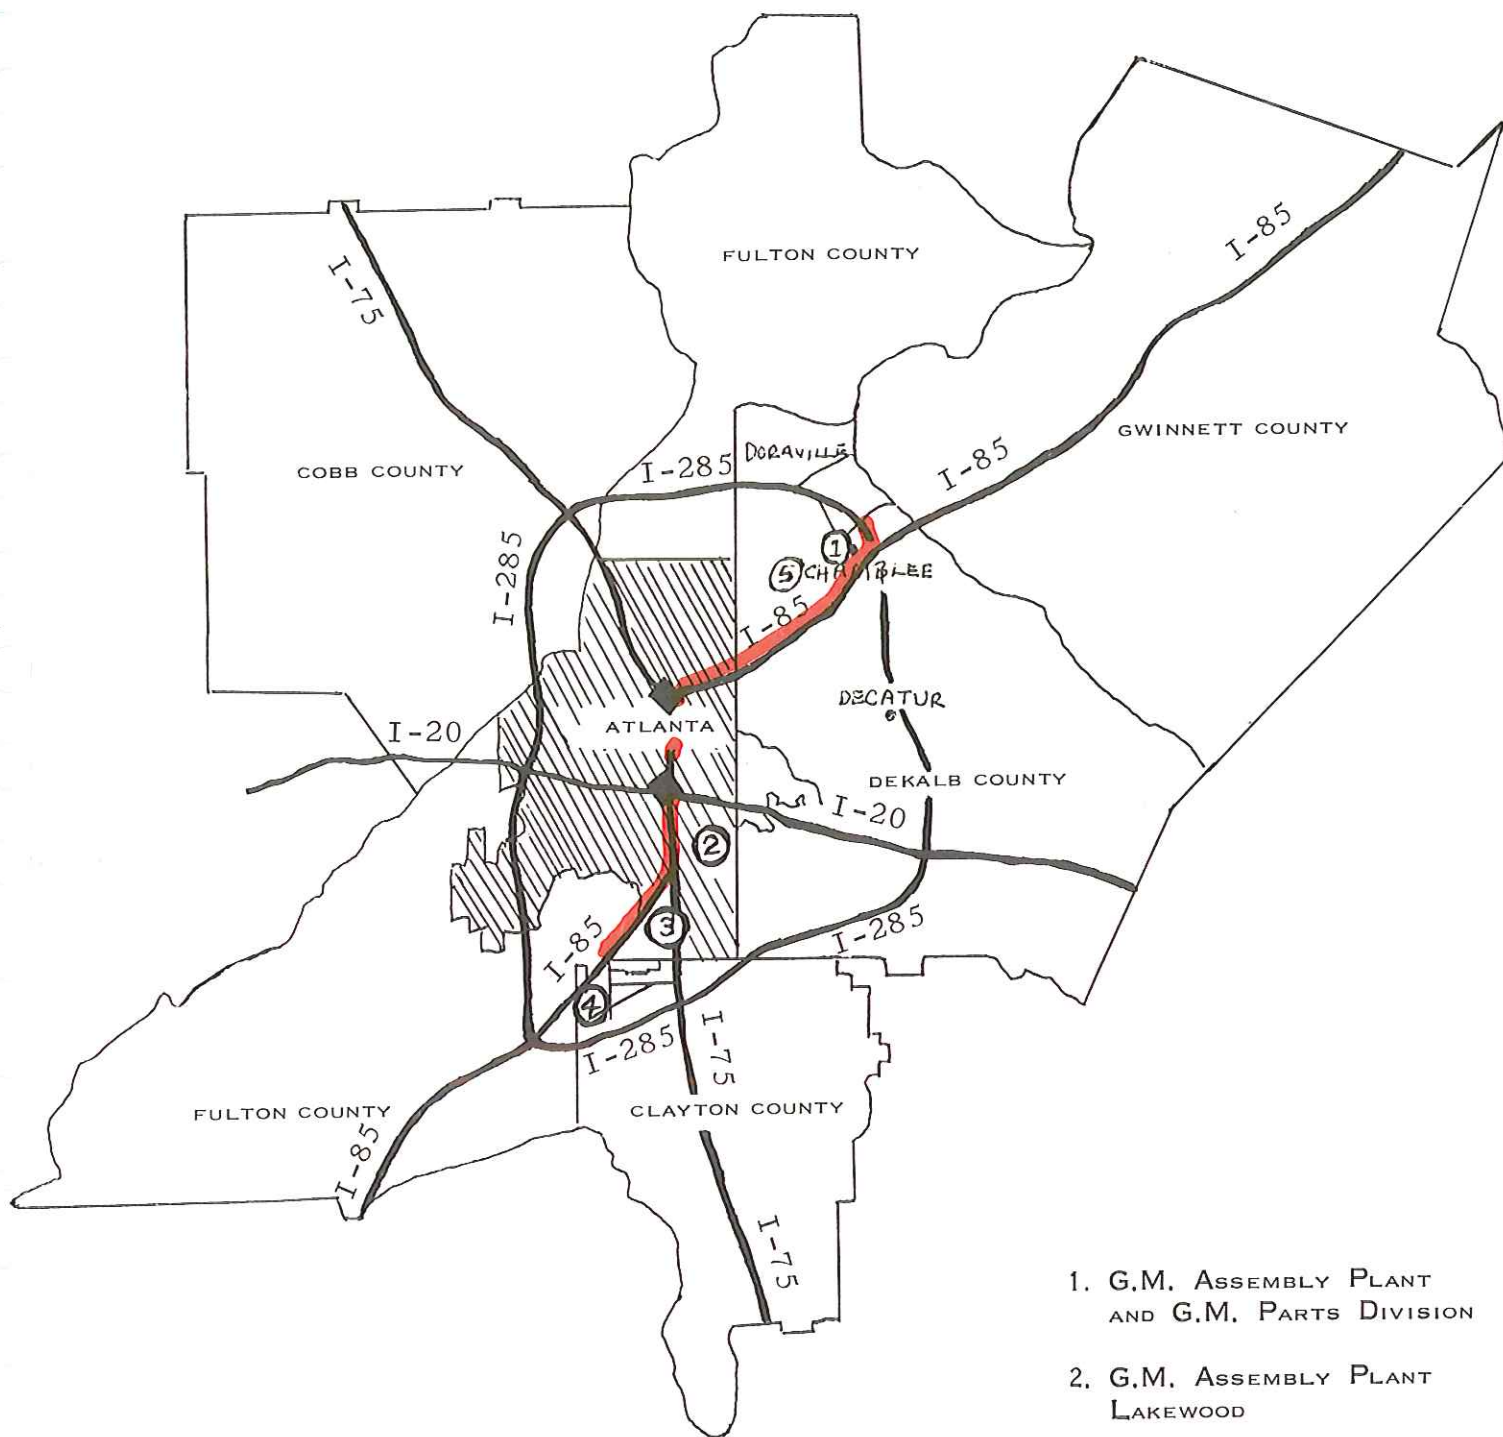 FULTON COUNTY
I-85
I-75
GWINNETT COUNTY
DORAVILLE
COBB COUNTY
I-285
I-85
I-285
1
5 CHAMBLEE
I-85
DECATUR
ATLANTA
I-20
DEKALB COUNTY
I-20
2
3
I-85
I-285
4
I-285
I-75
FULTON COUNTY
CLAYTON COUNTY
I-85
I-75
1. G.M. ASSEMBLY PLANT
AND G.M. PARTS DIVISION
2. G.M. ASSEMBLY PLANT
LAKEWOOD